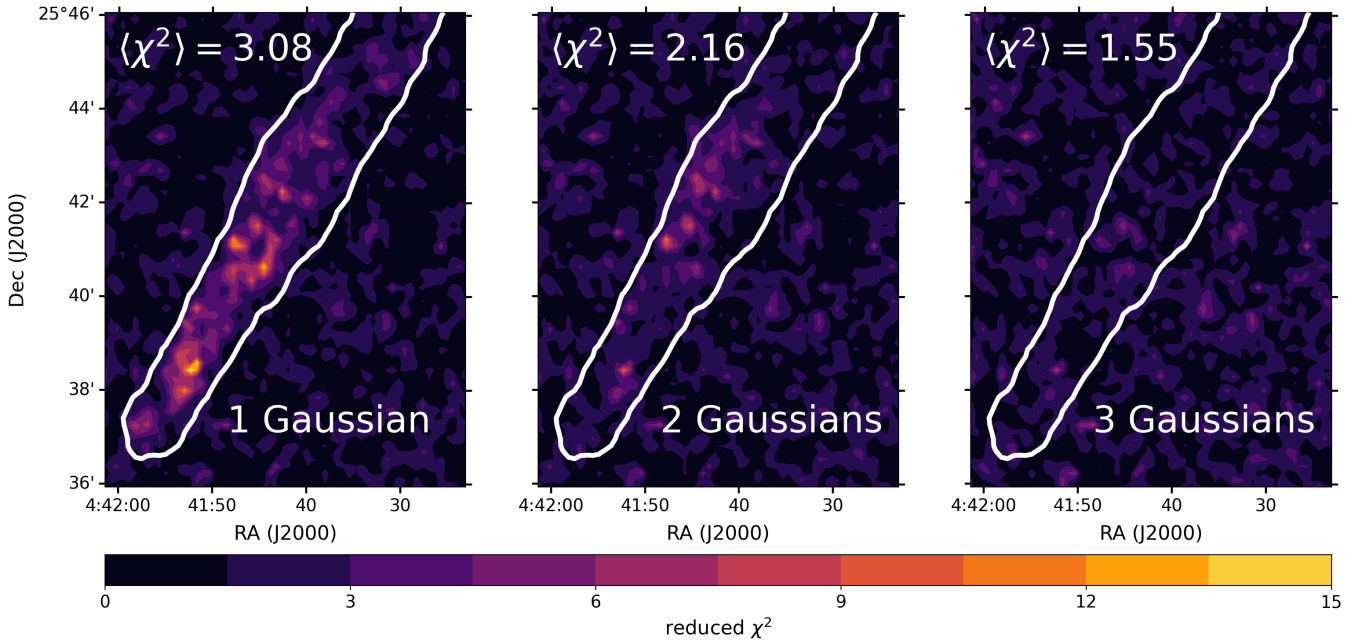 ⟨χ²⟩ = 3.08
⟨χ²⟩ = 2.16
⟨χ²⟩ = 1.55
1 Gaussian
2 Gaussians
3 Gaussians
25°46'
44'
42'
40'
38'
36'
Dec (J2000)
4:42:00 41:50 40 30
4:42:00 41:50 40 30
4:42:00 41:50 40 30
RA (J2000)
RA (J2000)
RA (J2000)
0 3 6 9 12 15
reduced χ²